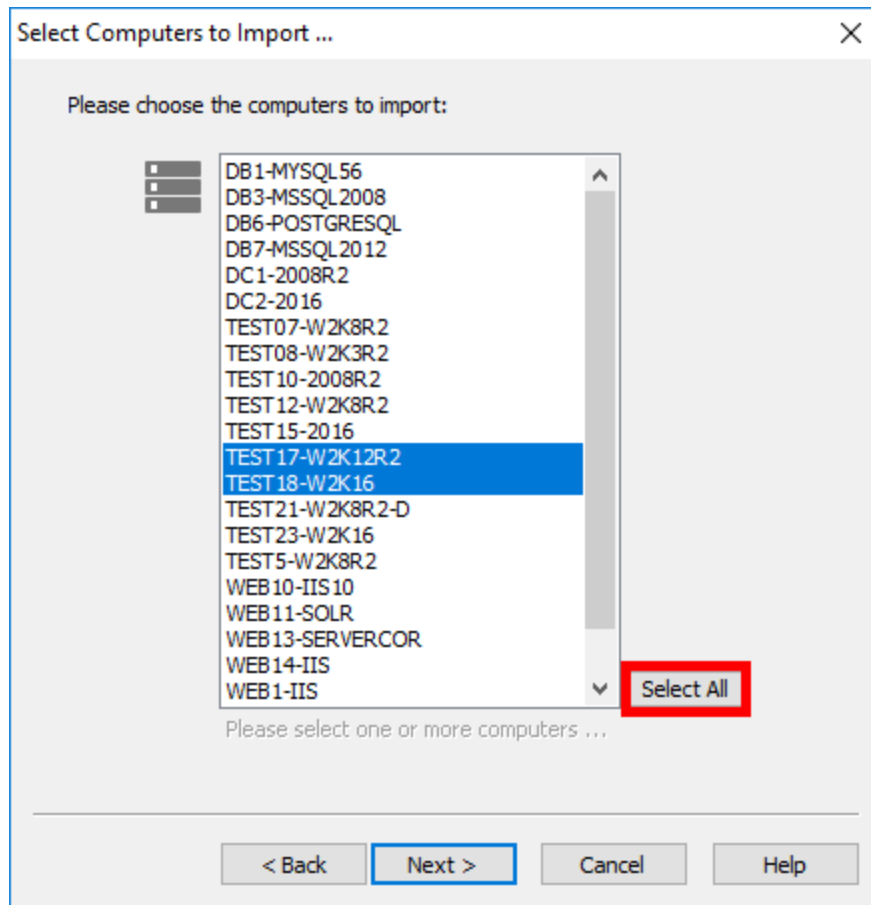 Select Computers to Import ...
Please choose the computers to import:
DB1-MYSQL56
DB3-MSSQL2008
DB6-POSTGRESQL
DB7-MSSQL2012
DC1-2008R2
DC2-2016
TEST07-W2K8R2
TEST08-W2K3R2
TEST10-2008R2
TEST12-W2K8R2
TEST15-2016
TEST17-W2K12R2
TEST18-W2K16
TEST21-W2K8R2-D
TEST23-W2K16
TEST5-W2K8R2
WEB10-IIS10
WEB11-SOLR
WEB13-SERVERCOR
WEB14-IIS
WEB1-IIS
Select All
Please select one or more computers ...
< Back
Next >
Cancel
Help